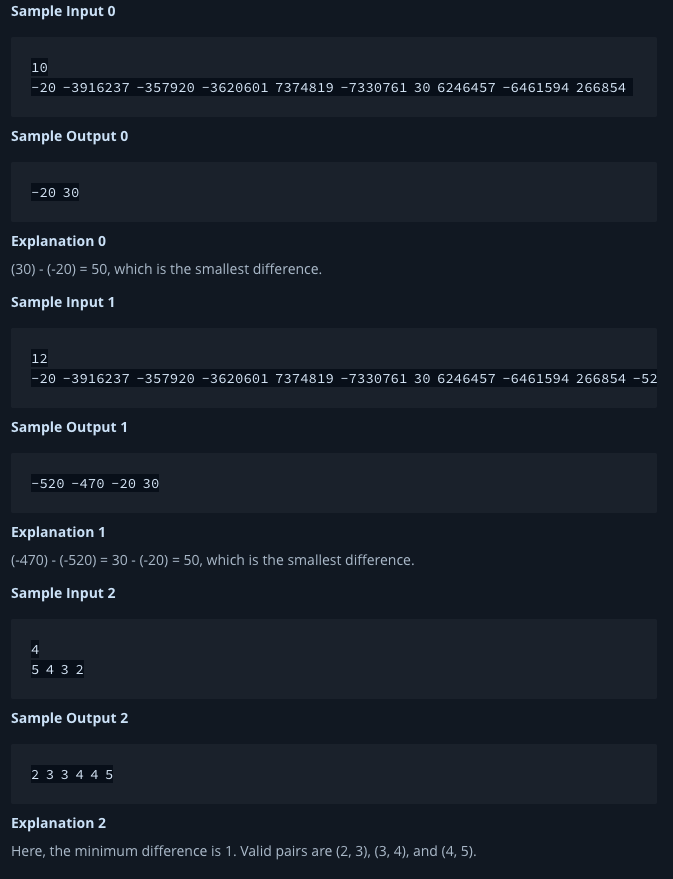 Sample Input 0
10
-20 -3916237 -357920 -3620601 7374819 -7330761 30 6246457 -6461594 266854
Sample Output 0
-20 30
Explanation 0
(30) - (-20) = 50, which is the smallest difference.
Sample Input 1
12
-20 -3916237 -357920 -3620601 7374819 -7330761 30 6246457 -6461594 266854 -52
Sample Output 1
-520 -470 -20 30
Explanation 1
(-470) - (-520) = 30 - (-20) = 50, which is the smallest difference.
Sample Input 2
4
5 4 3 2
Sample Output 2
2 3 3 4 4 5
Explanation 2
Here, the minimum difference is 1. Valid pairs are (2, 3), (3, 4), and (4, 5).